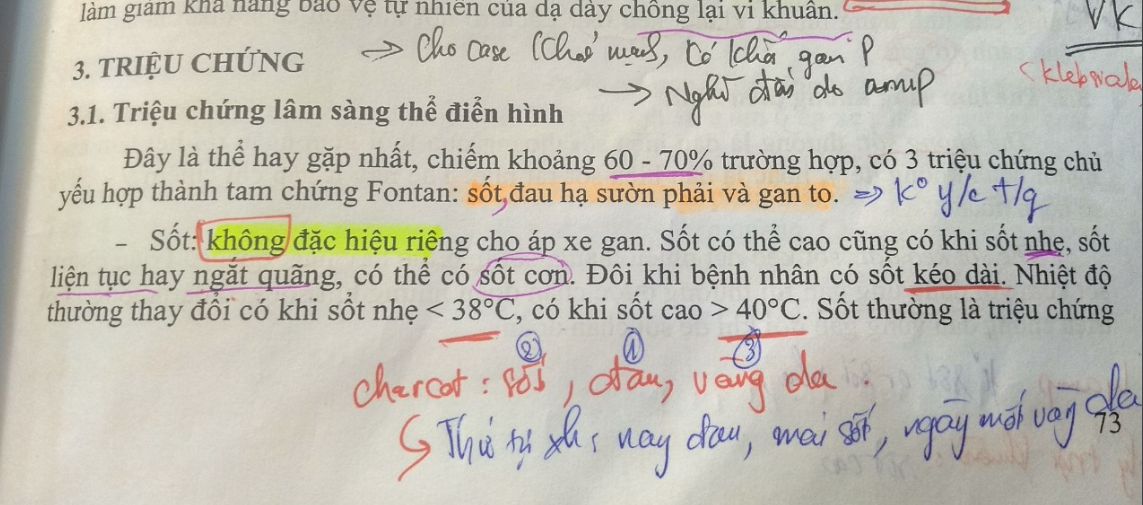 làm giảm khả năng bảo vệ tự nhiên của dạ dày chống lại vi khuẩn.
VK
3. TRIỆU CHỨNG
=> Cho case (Chó mèo, có khả gan P
-> Nghĩ đến do amip
(Klebsiela
3.1. Triệu chứng lâm sàng thể điển hình
Đây là thể hay gặp nhất, chiếm khoảng 60 - 70% trường hợp, có 3 triệu chứng chủ
yếu hợp thành tam chứng Fontan: sốt, đau hạ sườn phải và gan to. => k° y/c t/g
- Sốt: không đặc hiệu riêng cho áp xe gan. Sốt có thể cao cũng có khi sốt nhẹ, sốt
liên tục hay ngắt quãng, có thể có sốt cơn. Đôi khi bệnh nhân có sốt kéo dài. Nhiệt độ
thường thay đổi có khi sốt nhẹ < 38°C, có khi sốt cao > 40°C. Sốt thường là triệu chứng
② ① ③
charcot: sốt, đau, vàng da
Thứ tự xh: nay đau, mai sốt, ngày mốt vàng da
73